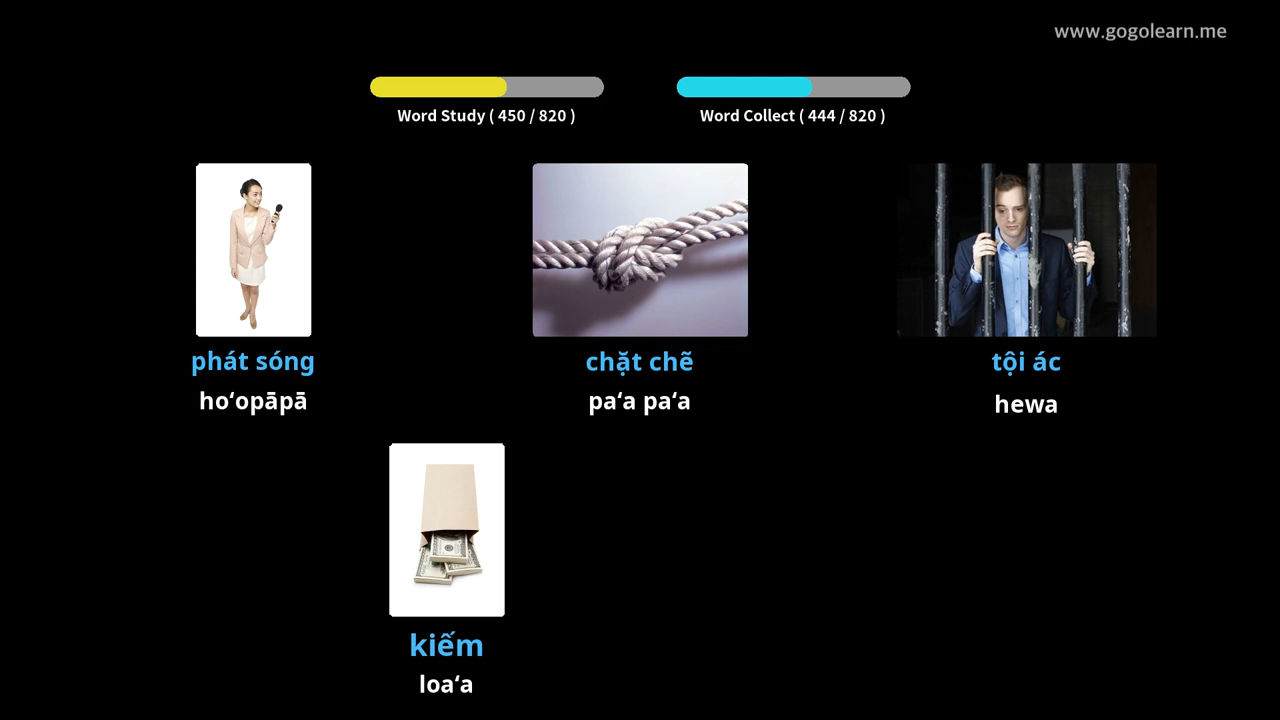 www.gogolearn.me
Word Study ( 450 / 820 )
Word Collect ( 444 / 820 )
phát sóng
hoʻopāpā
chặt chẽ
paʻa paʻa
tội ác
hewa
kiếm
loaʻa